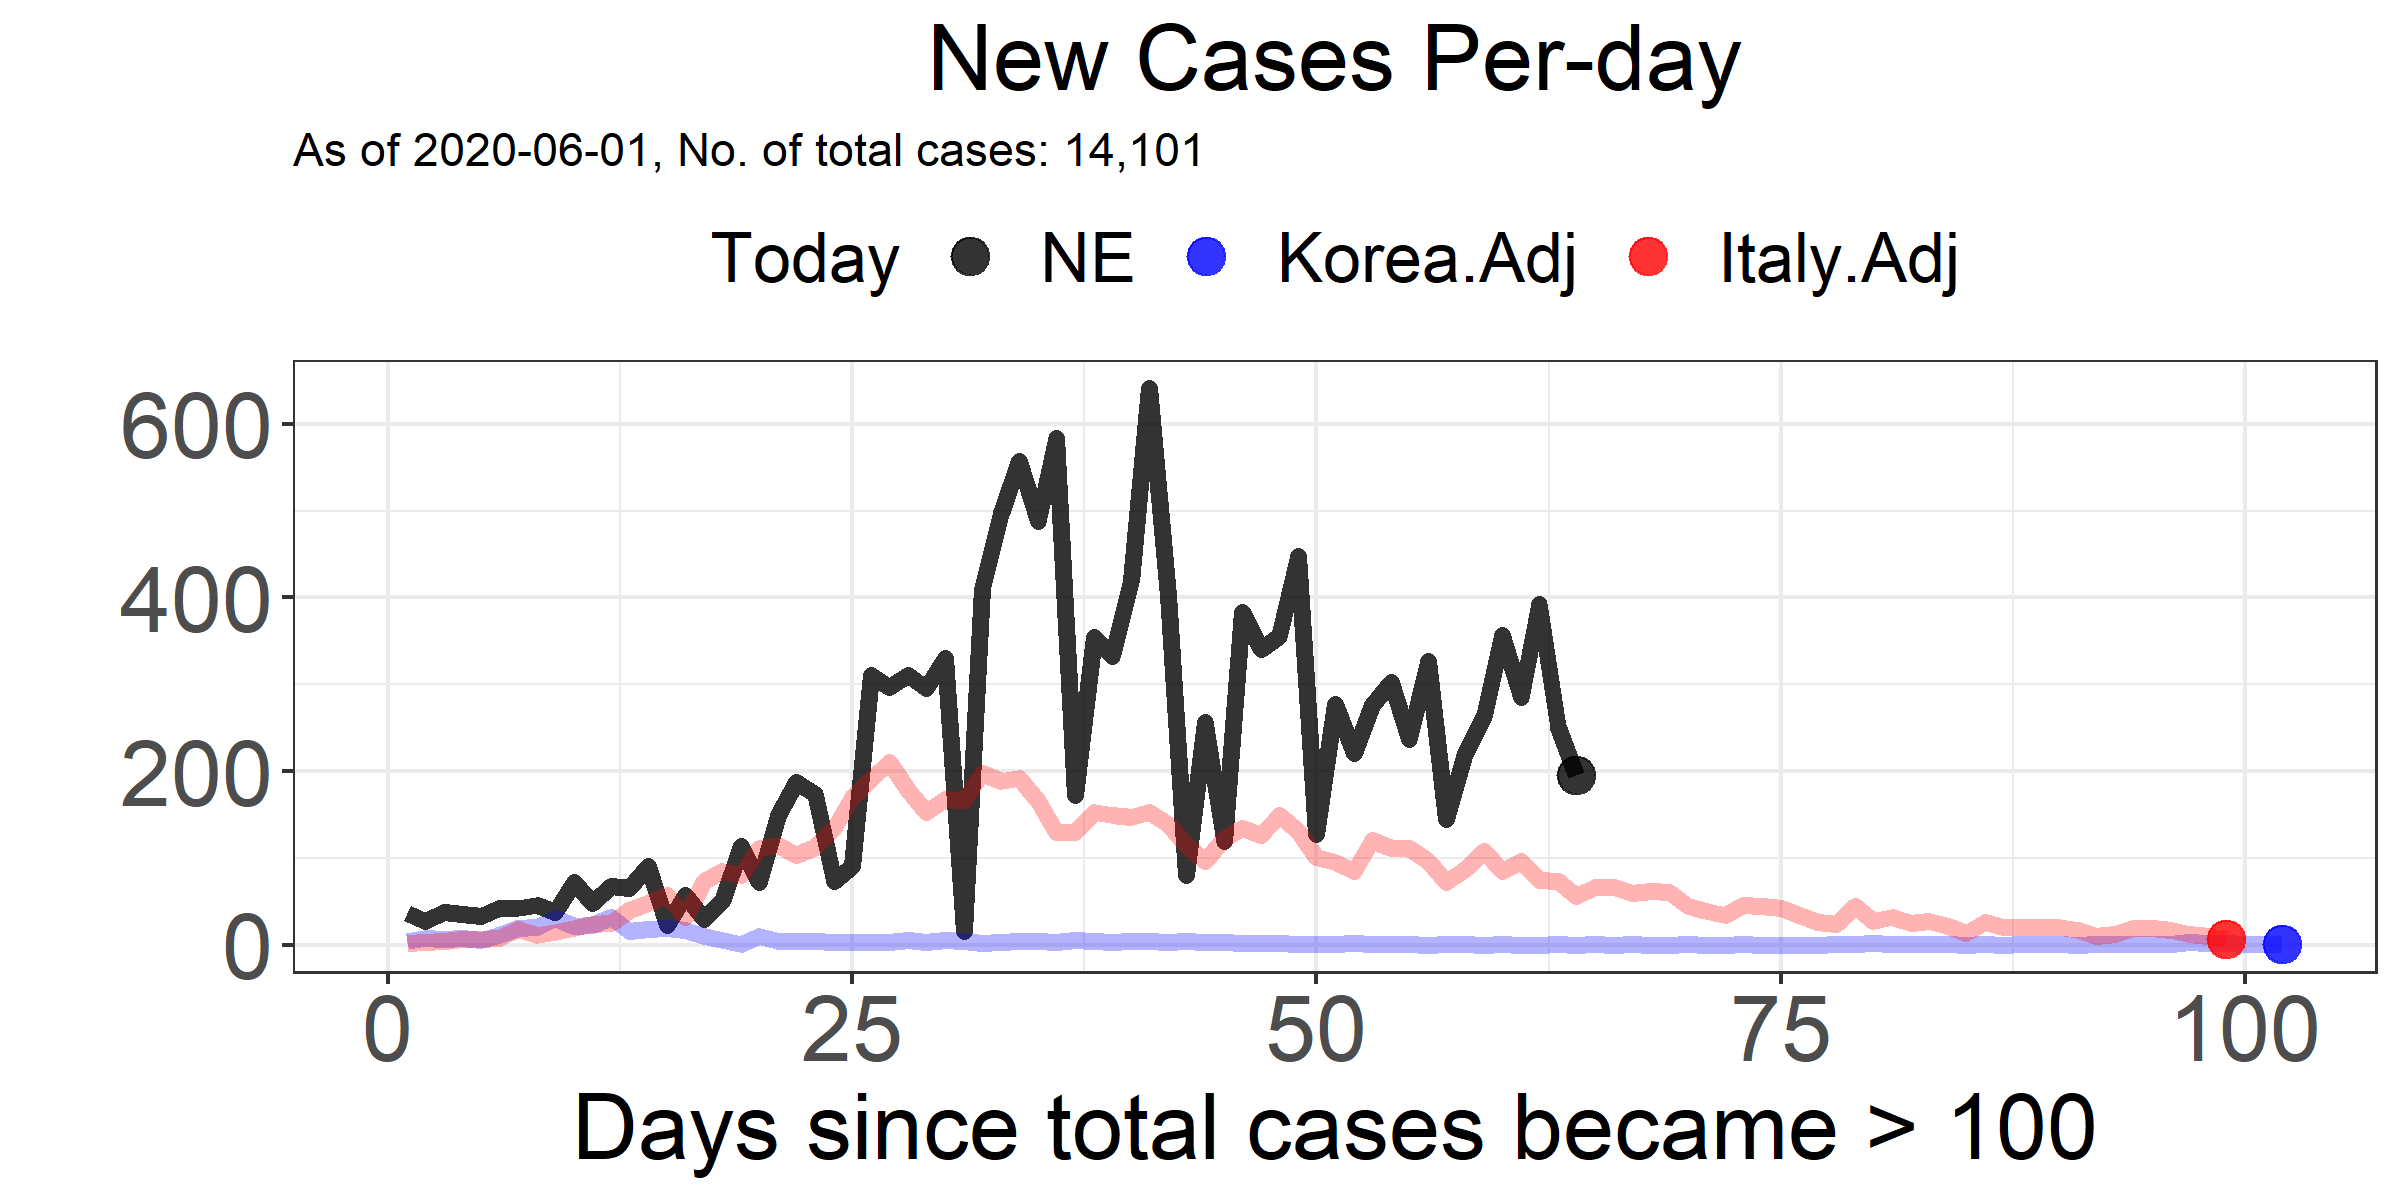 New Cases Per-day
As of 2020-06-01, No. of total cases: 14,101
Today NE Korea.Adj Italy.Adj
600
400
200
0
0 25 50 75 100
Days since total cases became > 100